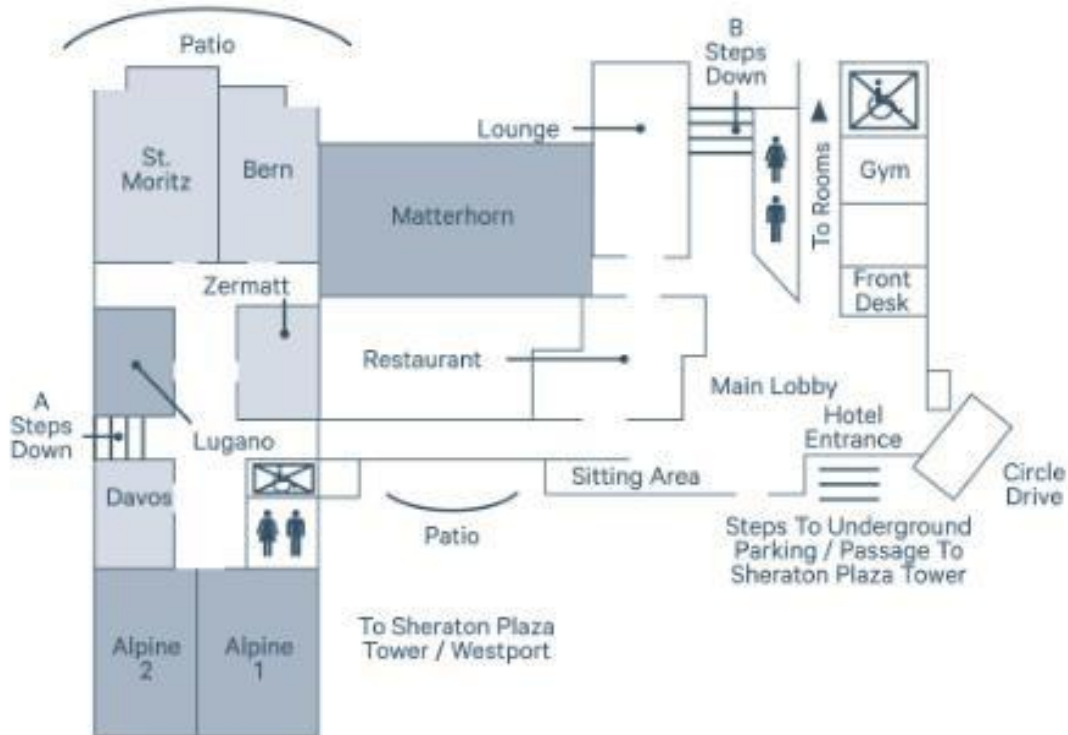 Patio
B
Steps
Down
Lounge
St.
Moritz
Bern
Matterhorn
To Rooms
Gym
Zermatt
Front
Desk
Restaurant
Main Lobby
A
Steps
Down
Lugano
Hotel
Entrance
Davos
Sitting Area
Circle
Drive
Patio
Steps To Underground
Parking / Passage To
Sheraton Plaza Tower
Alpine
2
Alpine
1
To Sheraton Plaza
Tower / Westport